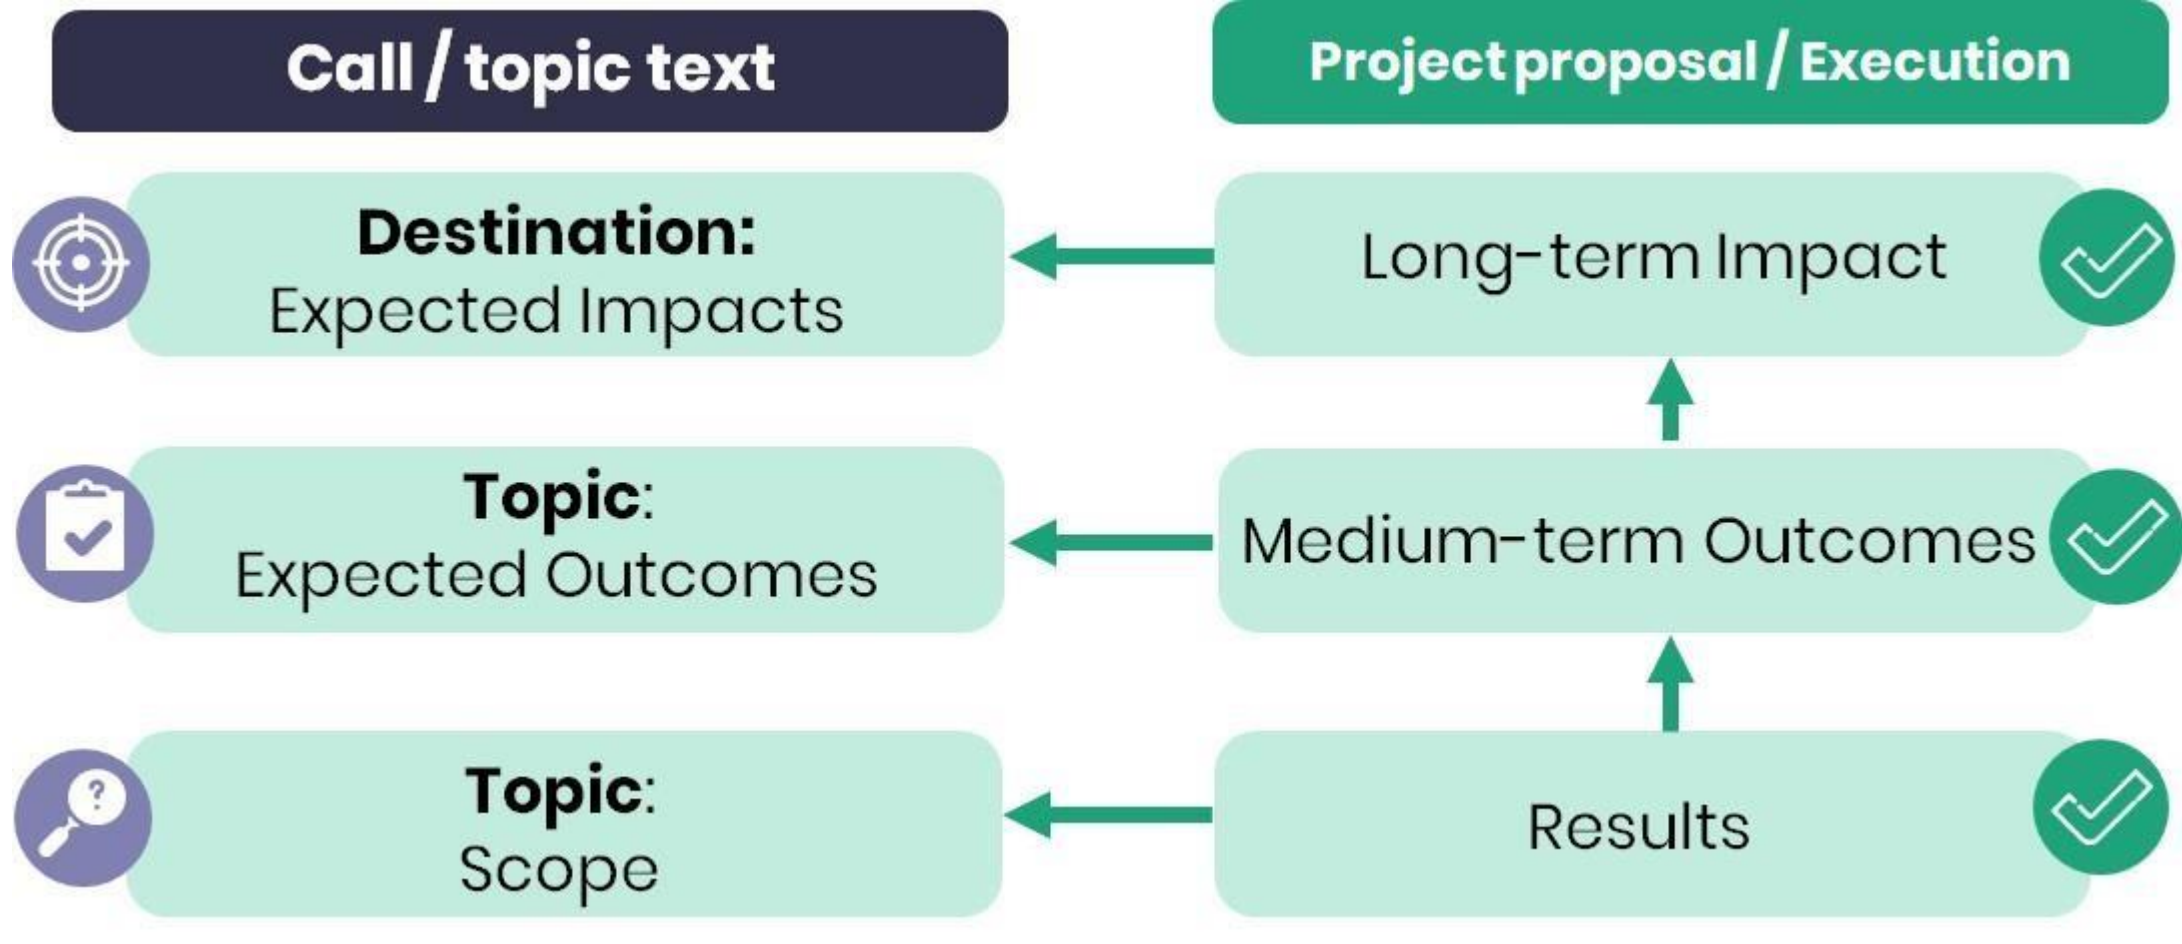 Call / topic text
Project proposal / Execution
Destination:
Expected Impacts
Long-term Impact
Topic:
Expected Outcomes
Medium-term Outcomes
Topic:
Scope
Results
?